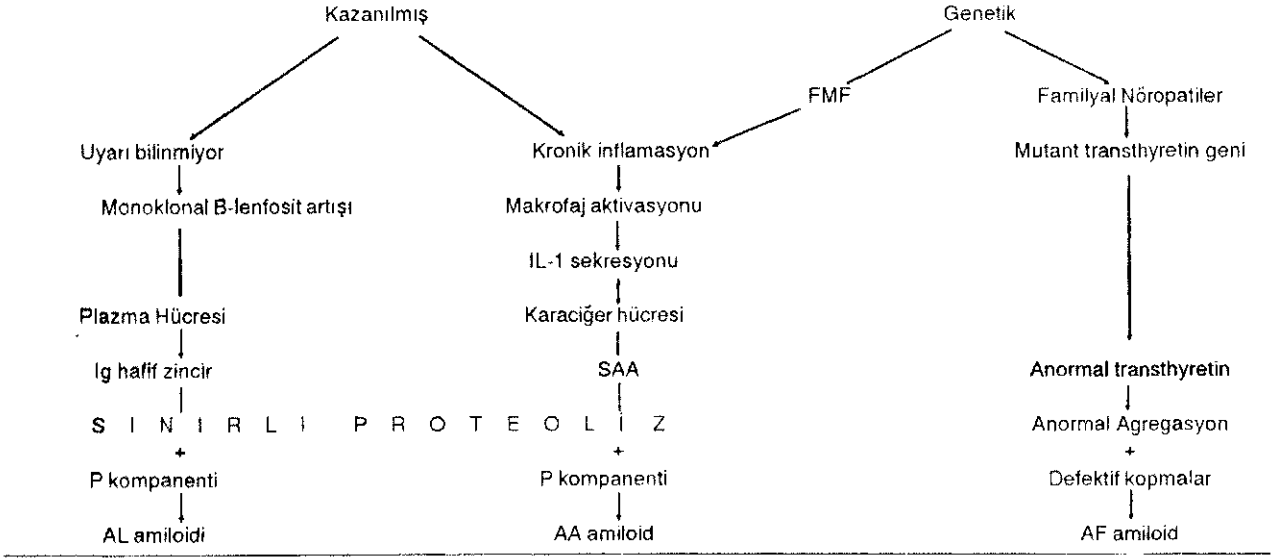 Kazanılmış Genetik
FMF Familyal Nöropatiler
Uyarı bilinmiyor Kronik inflamasyon Mutant transthyretin geni
Monoklonal B-lenfosit artışı Makrofaj aktivasyonu
IL-1 sekresyonu
Plazma Hücresi Karaciğer hücresi
Ig hafif zincir SAA Anormal transthyretin
S I N I R L I P R O T E O L İ Z Anormal Agregasyon
+ + +
P kompanenti P kompanenti Defektif kopmalar
AL amiloidi AA amiloid AF amiloid